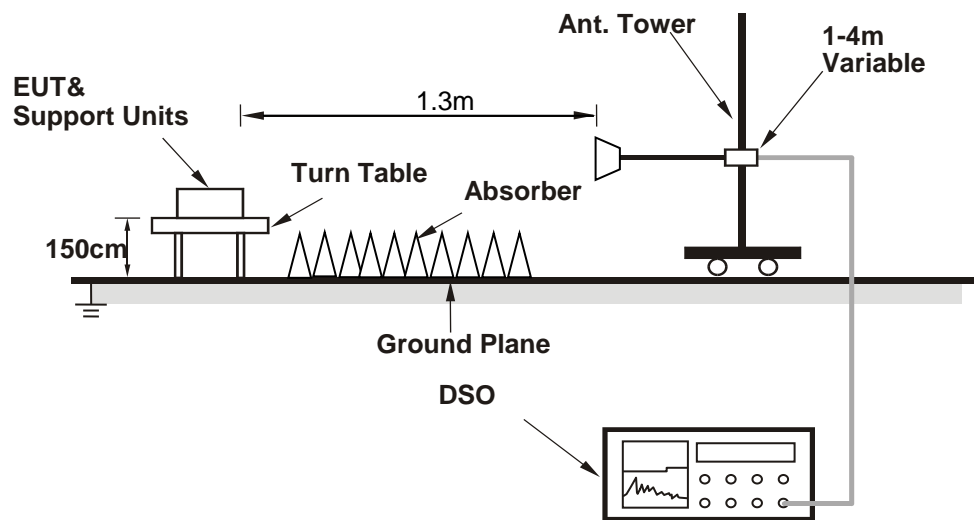 Ant. Tower
1-4m
Variable
EUT&
Support Units
1.3m
Turn Table
Absorber
150cm
Ground Plane
DSO